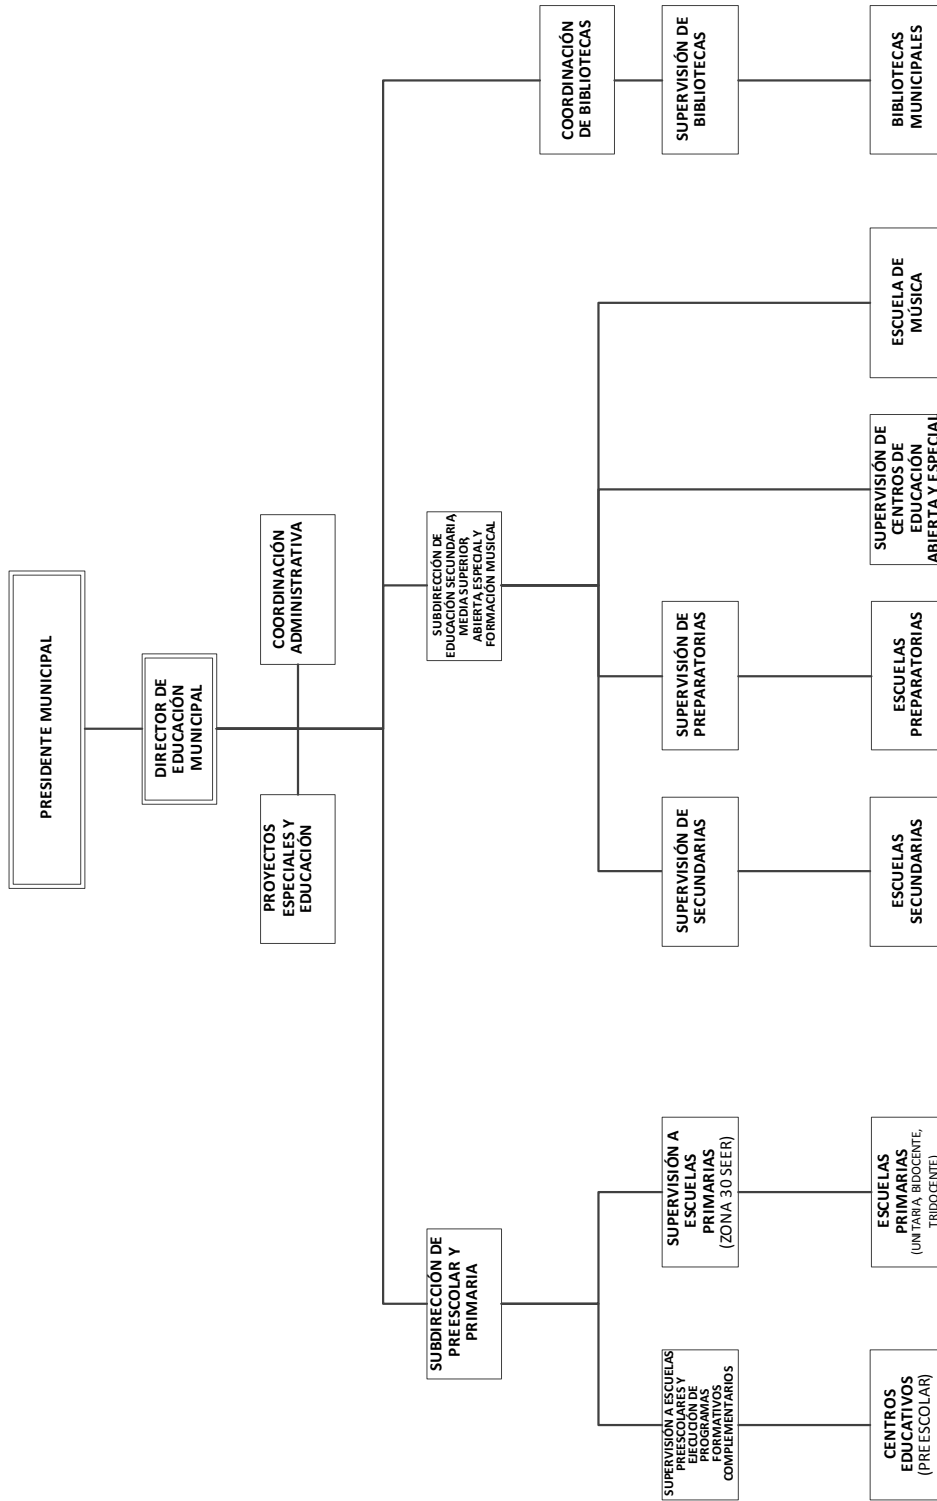 PRESIDENTE MUNICIPAL
DIRECTOR DE
EDUCACIÓN
MUNICIPAL
PROYECTOS
ESPECIALES Y
EDUCACIÓN
COORDINACIÓN
ADMINISTRATIVA
SUBDIRECCIÓN DE
PREESCOLAR Y
PRIMARIA
SUBDIRECCIÓN DE
EDUCACIÓN SECUNDARIA,
MEDIA SUPERIOR,
ABIERTA, ESPECIAL Y
FORMACIÓN MUSICAL
COORDINACIÓN
DE BIBLIOTECAS
SUPERVISIÓN A ESCUELAS
PREESCOLARES Y
EJECUCIÓN DE
PROGRAMAS
FORMATIVOS
COMPLEMENTARIOS
SUPERVISIÓN A
ESCUELAS
PRIMARIAS
(ZONA 30 SEER)
SUPERVISIÓN DE
SECUNDARIAS
SUPERVISIÓN DE
PREPARATORIAS
SUPERVISIÓN DE
BIBLIOTECAS
CENTROS
EDUCATIVOS
(PREESCOLAR)
ESCUELAS
PRIMARIAS
(UNITARIA, BIDOCENTE,
TRIDOCENTE)
ESCUELAS
SECUNDARIAS
ESCUELAS
PREPARATORIAS
SUPERVISIÓN DE
CENTROS DE
EDUCACIÓN
ABIERTA Y ESPECIAL
ESCUELA DE
MÚSICA
BIBLIOTECAS
MUNICIPALES